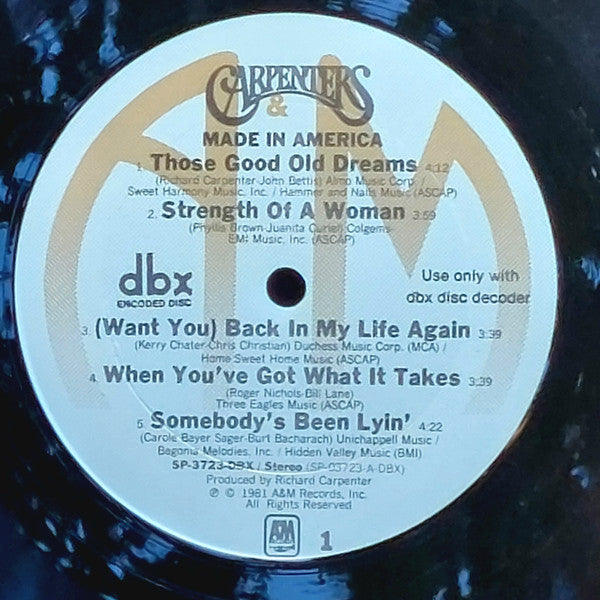 CARPENTERS
&
MADE IN AMERICA
1. Those Good Old Dreams 4:12
(Richard Carpenter-John Bettis) Almo Music Corp. /
Sweet Harmony Music, Inc. / Hammer and Nails Music (ASCAP)
2. Strength Of A Woman 3:59
(Phyllis Brown-Juanita Curiel) Colgems-
EMI Music, Inc. (ASCAP)
dbx
ENCODED DISC
Use only with
dbx disc decoder
3. (Want You) Back In My Life Again 3:39
(Kerry Chater-Chris Christian) Duchess Music Corp. (MCA) /
Home Sweet Home Music (ASCAP)
4. When You've Got What It Takes 3:39
(Roger Nichols-Bill Lane)
Three Eagles Music (ASCAP)
5. Somebody's Been Lyin' 4:22
(Carole Bayer Sager-Burt Bacharach) Unichappell Music /
Begonia Melodies, Inc. / Hidden Valley Music (BMI)
SP-3723-DBX / Stereo (SP-03723-A-DBX)
Produced by Richard Carpenter
℗ © 1981 A&M Records, Inc.
All Rights Reserved
A&M 1